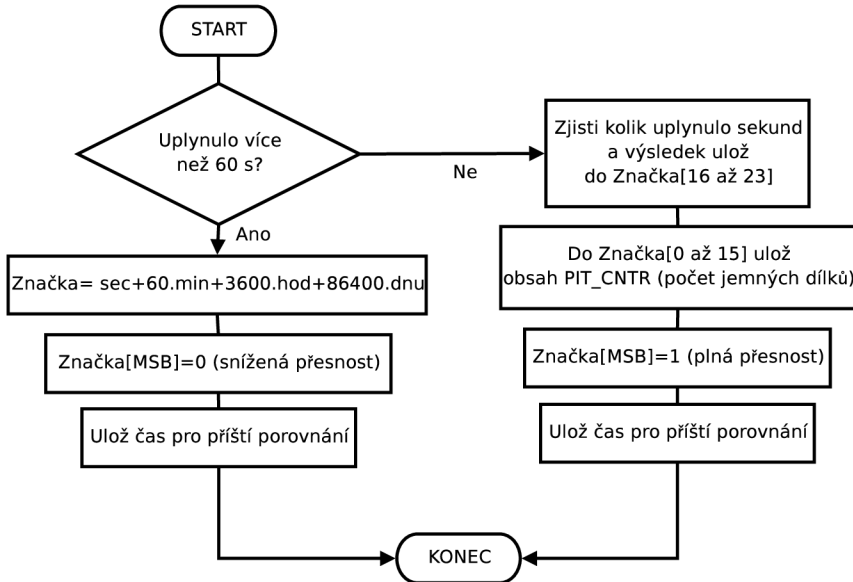 START
Uplynulo více
než 60 s?
Ne
Ano
Zjisti kolik uplynulo sekund
a výsledek ulož
do Značka[16 až 23]
Značka= sec+60.min+3600.hod+86400.dnu
Do Značka[0 až 15] ulož
obsah PIT_CNTR (počet jemných dílků)
Značka[MSB]=0 (snížená přesnost)
Značka[MSB]=1 (plná přesnost)
Ulož čas pro příští porovnání
Ulož čas pro příští porovnání
KONEC